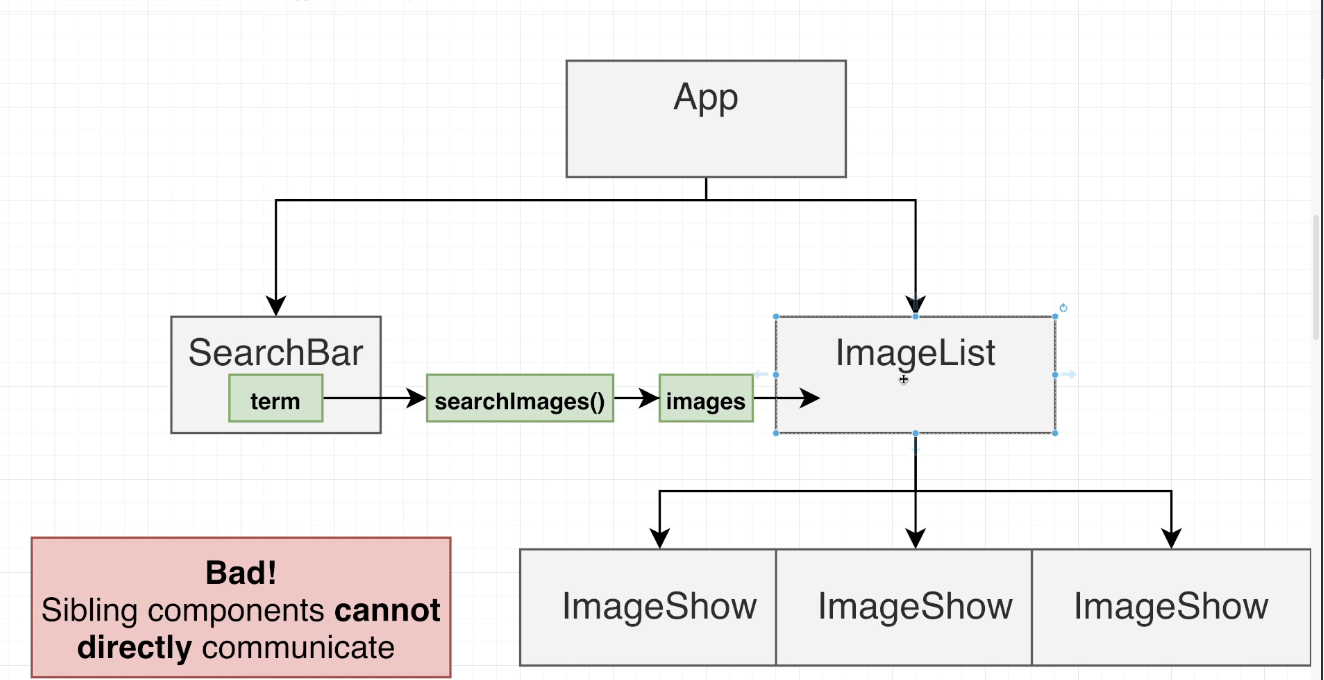 App
SearchBar
ImageList
term
searchImages()
images
Bad!
Sibling components cannot
directly communicate
ImageShow
ImageShow
ImageShow